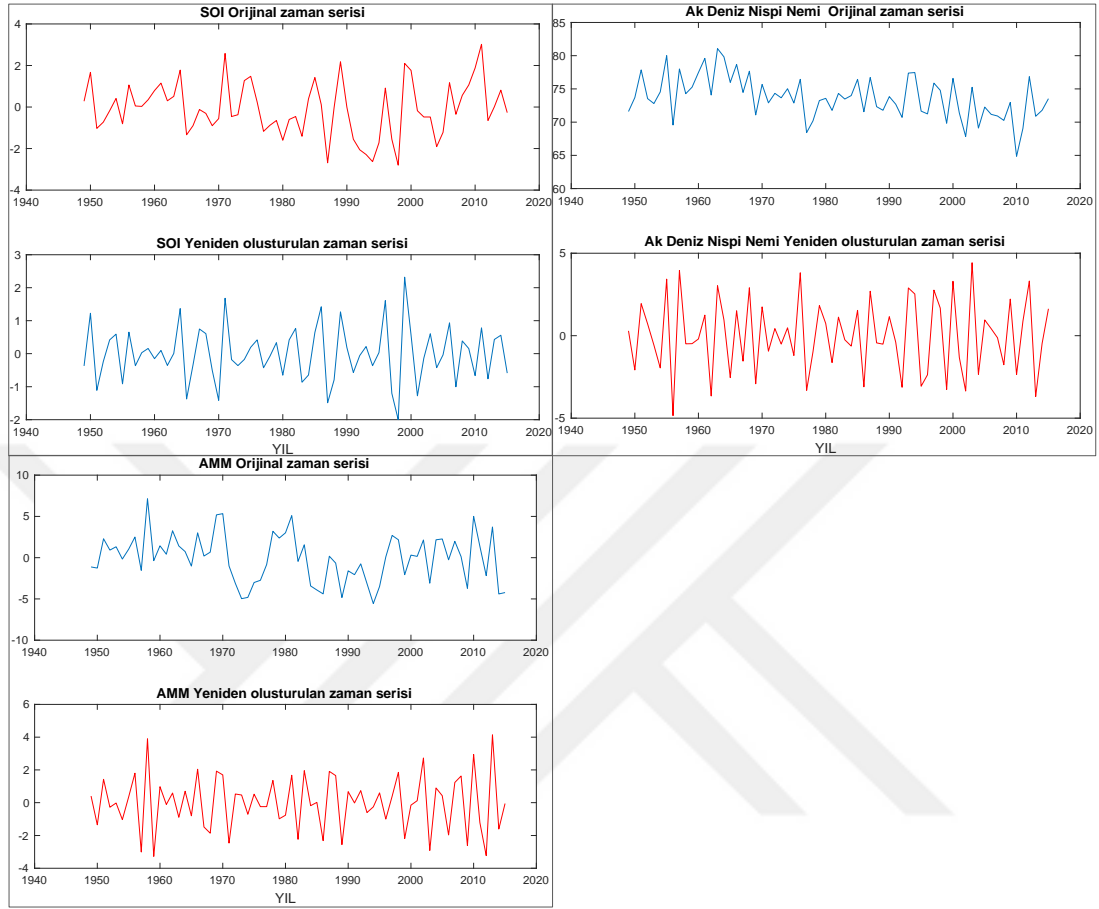 SOI Orijinal zaman serisi
4
2
0
-2
-4
1940 1950 1960 1970 1980 1990 2000 2010 2020
SOI Yeniden olusturulan zaman serisi
3
2
1
0
-1
-2
1940 1950 1960 1970 1980 1990 2000 2010 2020
YIL
Ak Deniz Nispi Nemi Orijinal zaman serisi
85
80
75
70
65
60
1940 1950 1960 1970 1980 1990 2000 2010 2020
Ak Deniz Nispi Nemi Yeniden olusturulan zaman serisi
5
0
-5
1940 1950 1960 1970 1980 1990 2000 2010 2020
YIL
AMM Orijinal zaman serisi
10
5
0
-5
-10
1940 1950 1960 1970 1980 1990 2000 2010 2020
AMM Yeniden olusturulan zaman serisi
6
4
2
0
-2
-4
1940 1950 1960 1970 1980 1990 2000 2010 2020
YIL